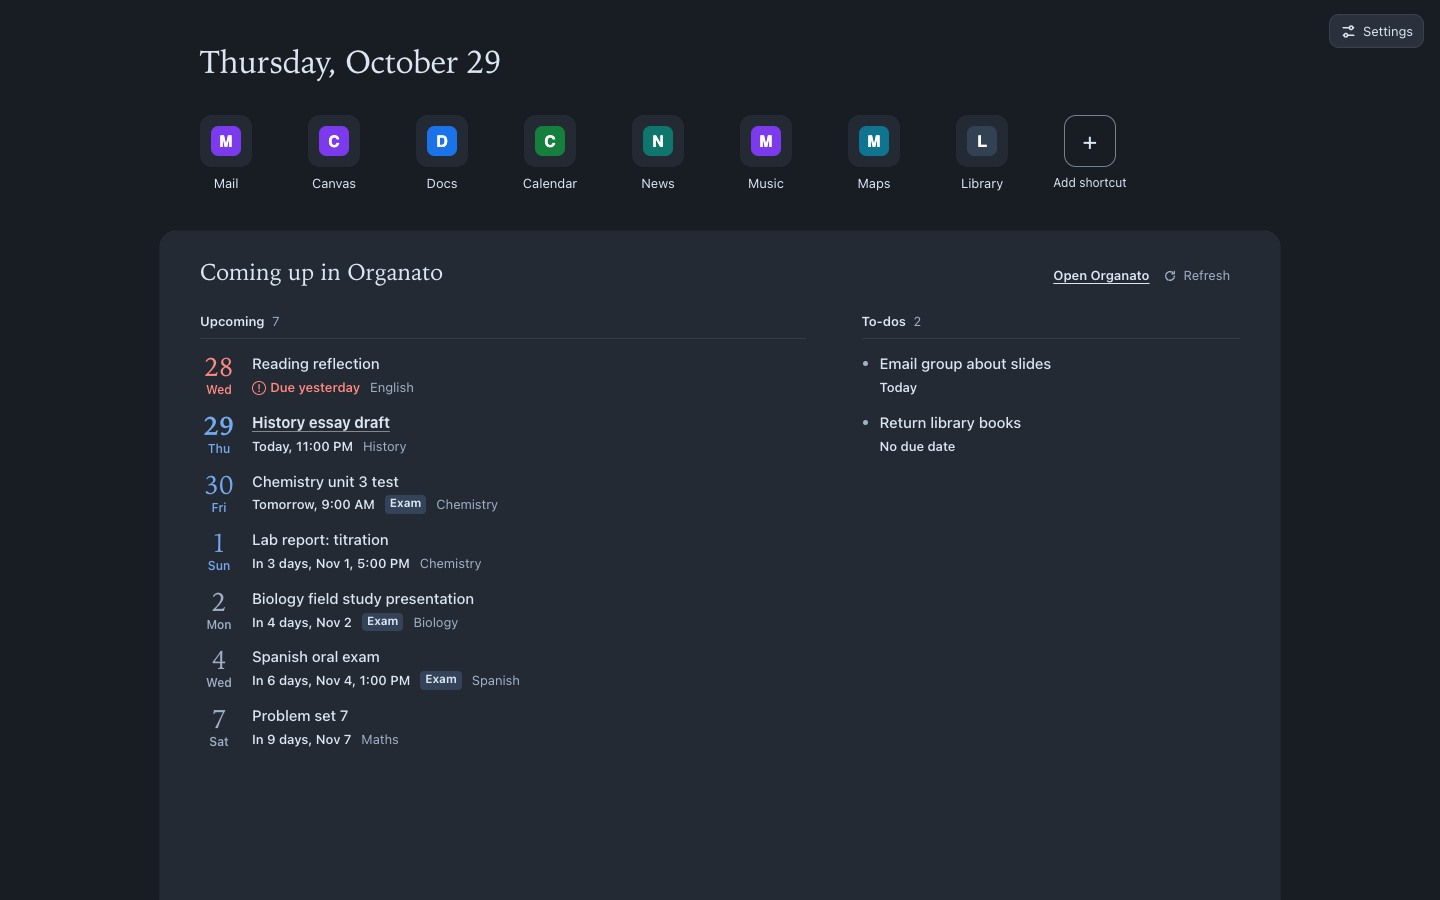 Settings
Thursday, October 29
M C D C N M M L +
Mail Canvas Docs Calendar News Music Maps Library Add shortcut
Coming up in Organato
Open Organato Refresh
Upcoming 7
28 Wed
Reading reflection
Due yesterday English
29 Thu
History essay draft
Today, 11:00 PM History
30 Fri
Chemistry unit 3 test
Tomorrow, 9:00 AM Exam Chemistry
1 Sun
Lab report: titration
In 3 days, Nov 1, 5:00 PM Chemistry
2 Mon
Biology field study presentation
In 4 days, Nov 2 Exam Biology
4 Wed
Spanish oral exam
In 6 days, Nov 4, 1:00 PM Exam Spanish
7 Sat
Problem set 7
In 9 days, Nov 7 Maths
To-dos 2
Email group about slides
Today
Return library books
No due date